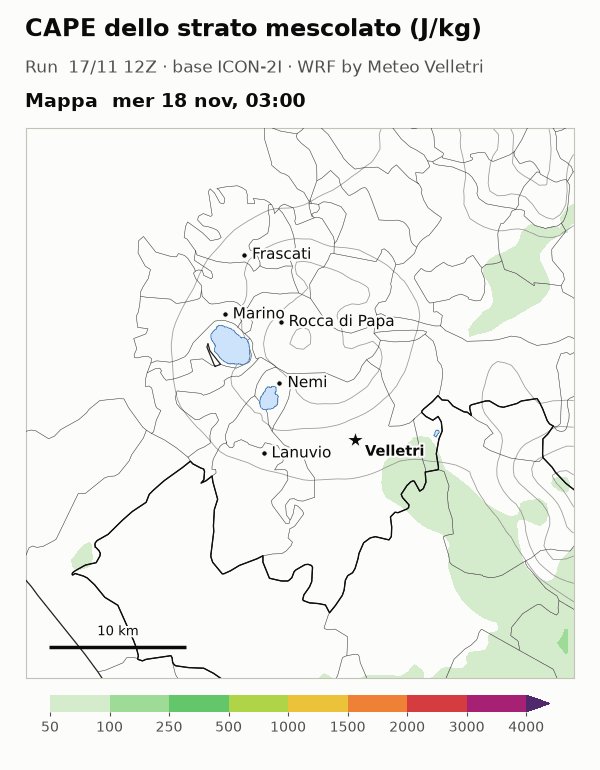 CAPE dello strato mescolato (J/kg)
Run  17/11 12Z · base ICON-2I · WRF by Meteo Velletri
Mappa  mer 18 nov, 03:00
Frascati
Marino
Rocca di Papa
Nemi
Velletri
Lanuvio
10 km
50 100 250 500 1000 1500 2000 3000 4000